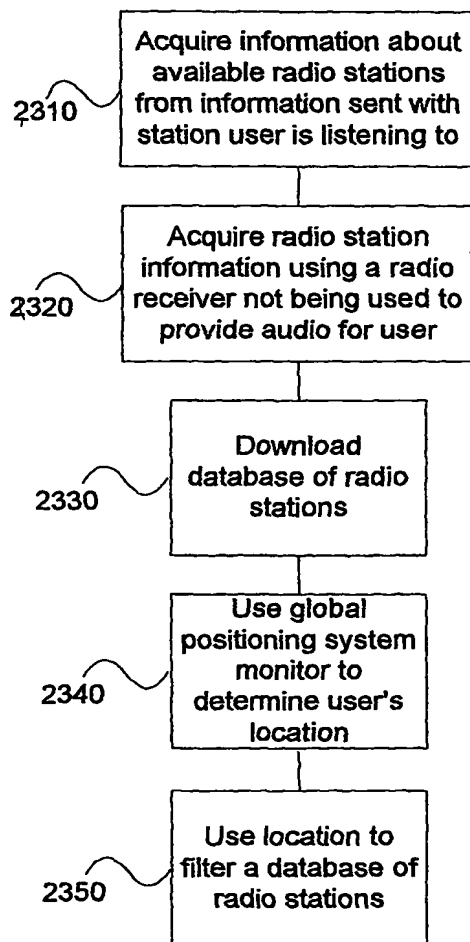 Acquire information about
available radio stations
from information sent with
station user is listening to
2310
Acquire radio station
information using a radio
receiver not being used to
provide audio for user
2320
Download
database of radio
stations
2330
Use global
positioning system
monitor to
determine user's
location
2340
Use location to
filter a database of
radio stations
2350